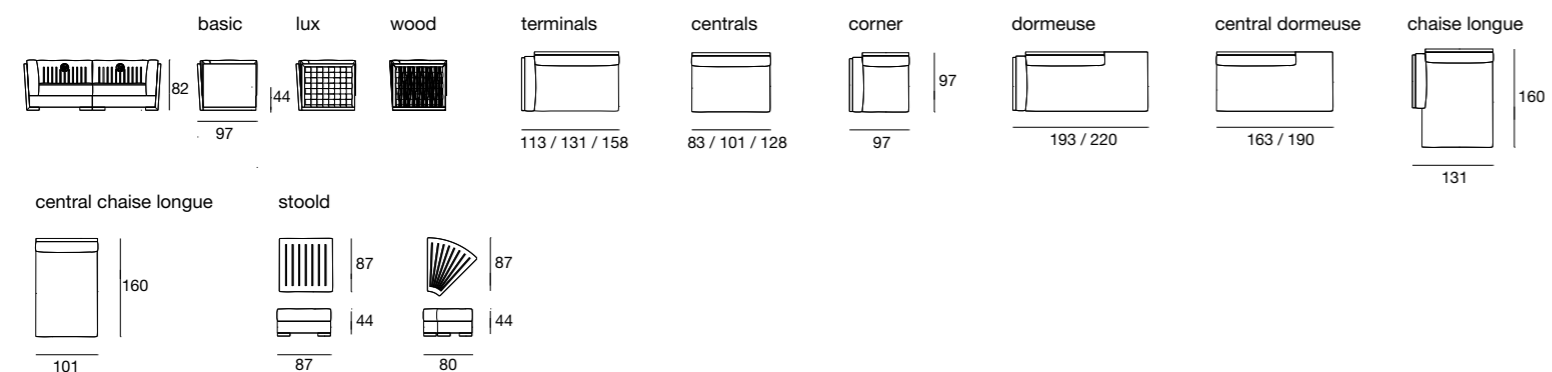 basic
lux
wood
terminals
centrals
corner
dormeuse
central dormeuse
chaise longue
82
44
97
113 / 131 / 158
83 / 101 / 128
97
97
193 / 220
163 / 190
160
131
central chaise longue
stoold
160
101
87
44
87
87
44
80